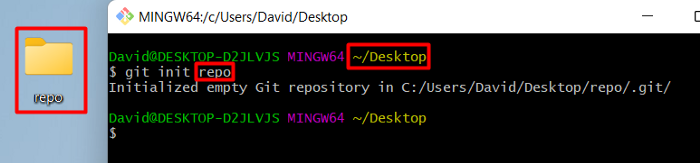 MINGW64:/c/Users/David/Desktop
David@DESKTOP-D2JLVJS MINGW64 ~/Desktop
$ git init repo
Initialized empty Git repository in C:/Users/David/Desktop/repo/.git/
David@DESKTOP-D2JLVJS MINGW64 ~/Desktop
$
repo